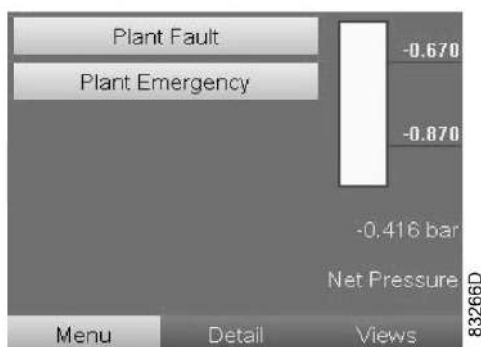 Plant Fault
-0.670
Plant Emergency
-0.870
-0.416 bar
Net Pressure
Menu Detail Views
83266D